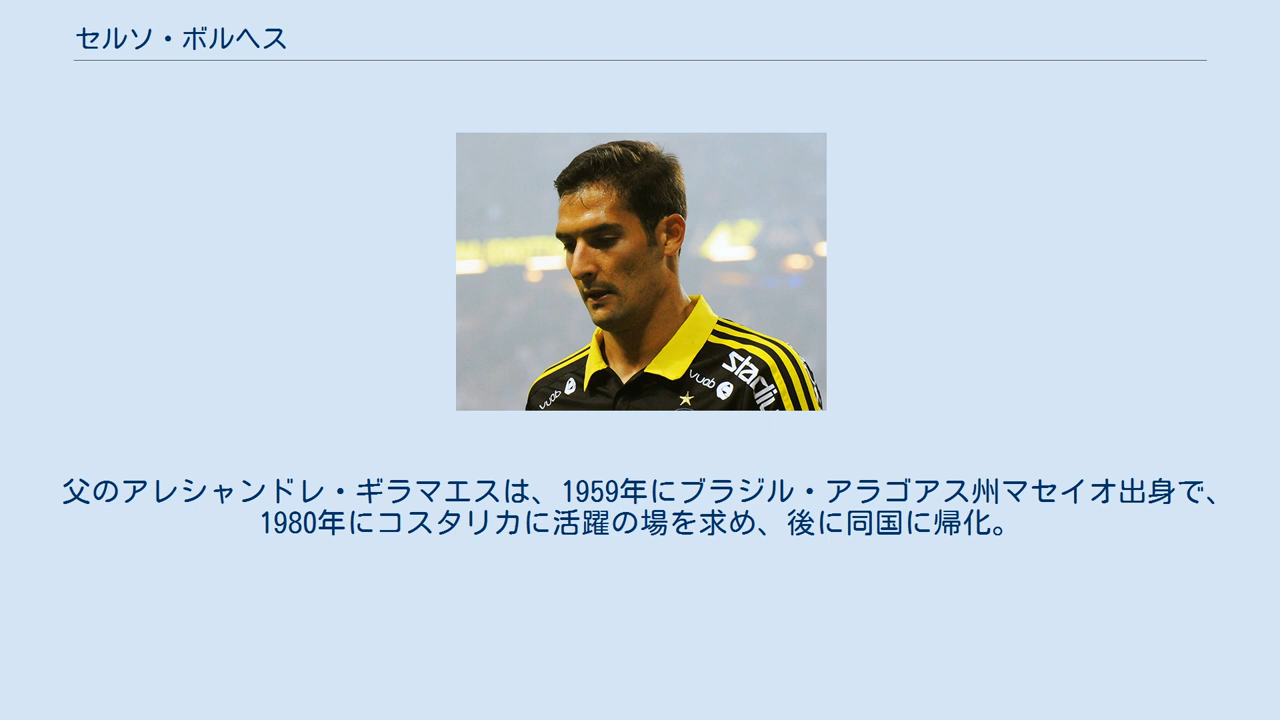 セルソ・ボルヘス
vuab
vuab
父のアレシャンドレ・ギラマエスは、1959年にブラジル・アラゴアス州マセイオ出身で、
1980年にコスタリカに活躍の場を求め、後に同国に帰化。